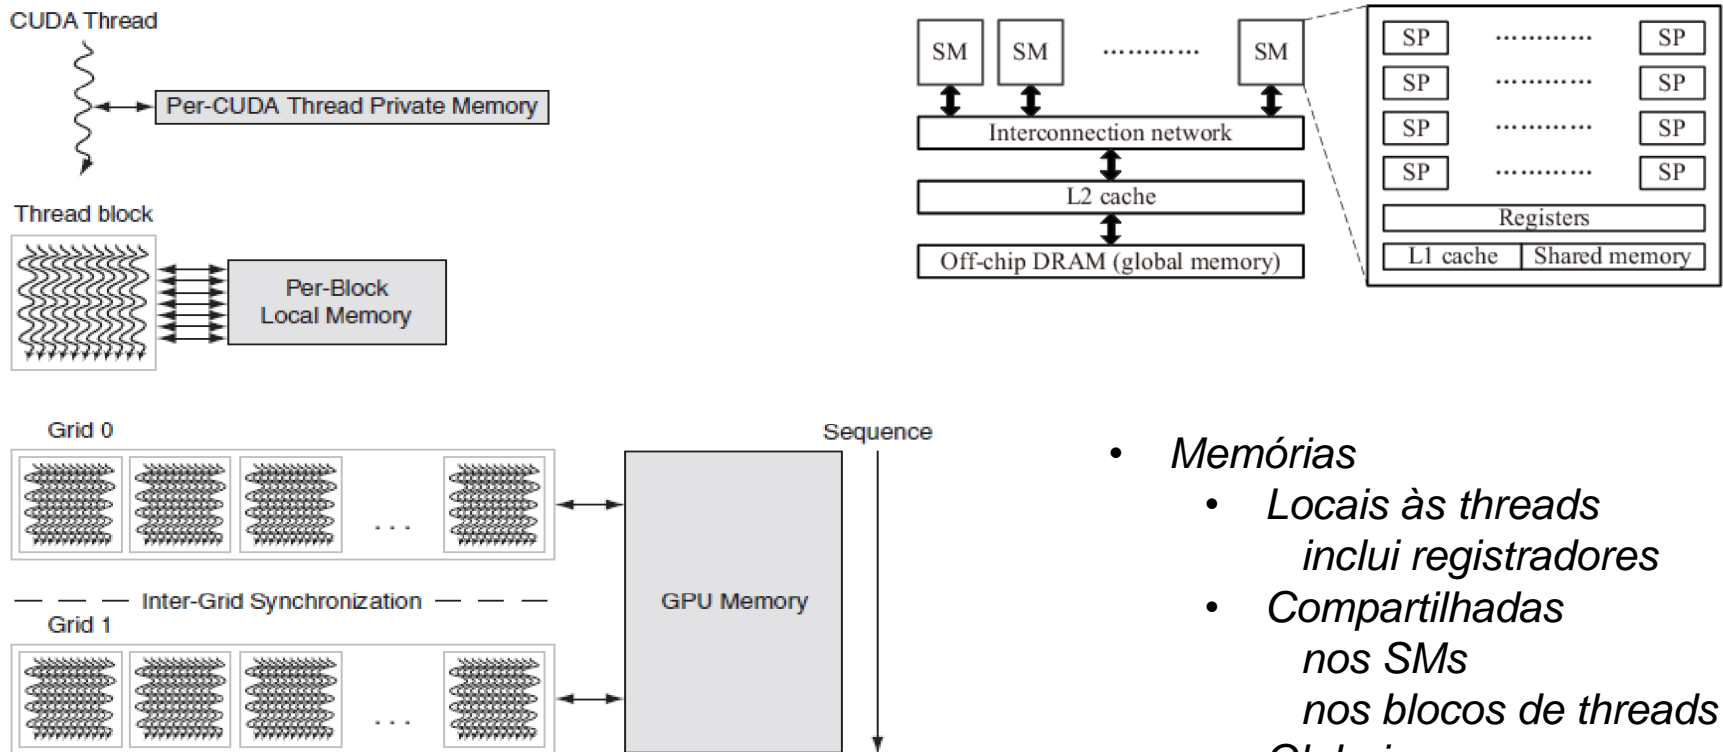 CUDA Thread
Per-CUDA Thread Private Memory
Thread block
Per-Block
Local Memory
Grid 0
. . .
Inter-Grid Synchronization
Grid 1
. . .
GPU Memory
Sequence
SM SM ............ SM
Interconnection network
L2 cache
Off-chip DRAM (global memory)
SP ............ SP
SP ............ SP
SP ............ SP
SP ............ SP
Registers
L1 cache Shared memory
• Memórias
• Locais às threads
inclui registradores
• Compartilhadas
nos SMs
nos blocos de threads